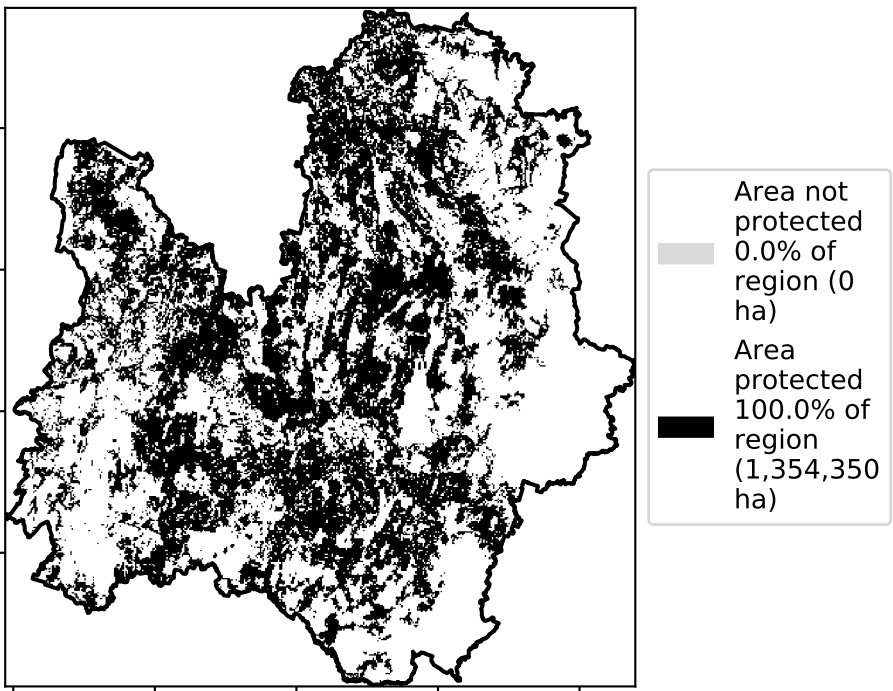 Area not
protected
0.0% of
region (0
ha)
Area
protected
100.0% of
region
(1,354,350
ha)